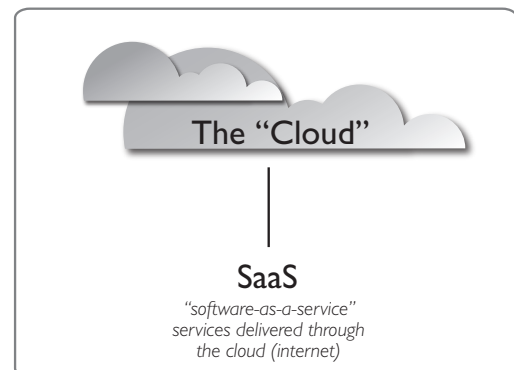 The “Cloud”
SaaS
“software-as-a-service”
services delivered through
the cloud (internet)